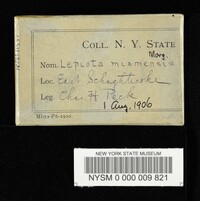 COLL. N. Y. STATE
Morg.
Nom. Lepiota miamensis
Loc. East Schaghticoke
Leg. Chas. H. Peck
1 Aug. 1906
NEW YORK STATE MUSEUM
NYSM 0 000 009 821